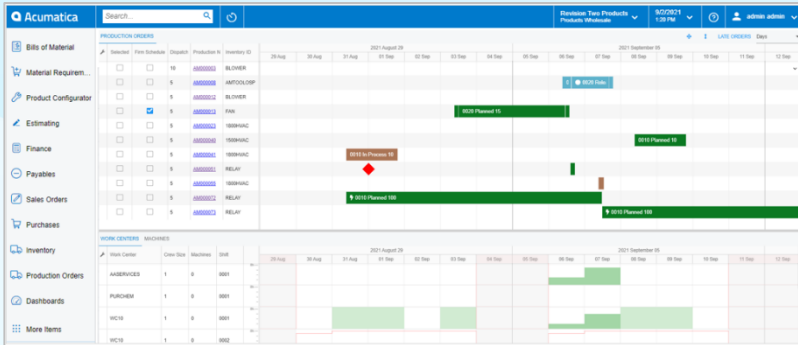 Acumatica
Search...
Revision Two Products
Products Wholesale
9/2/2021
1:28 PM
admin admin
Bills of Material
Material Requirem...
Product Configurator
Estimating
Finance
Payables
Sales Orders
Purchases
Inventory
Production Orders
Dashboards
More Items
PRODUCTION ORDERS
LATE ORDERS Days
2021 August 29 2021 September 05
Selected Firm Schedule Dispatch Production N Inventory ID 29 Aug 30 Aug 31 Aug 01 Sep 02 Sep 03 Sep 04 Sep 05 Sep 06 Sep 07 Sep 08 Sep 09 Sep 10 Sep 11 Sep 12 Sep
10 AM000003 BLOWER
5 AMTOOLOSP
5 AM000012 BLOWER
5 AM000013 FAN 0020 Planned 15
5 AM000023 1500HVAC
5 AM000040 1500HVAC 0010 Planned 10
5 AM000041 1500HVAC 0010 In Process 10
5 AM000051 RELAY
5 1500HVAC
5 AM000072 RELAY 0010 Planned 100
5 AM000073 RELAY 0010 Planned 100
WORK CENTERS MACHINES
2021 August 29 2021 September 05
Work Center Crew Size Machines Shift 29 Aug 30 Aug 31 Aug 01 Sep 02 Sep 03 Sep 04 Sep 05 Sep 06 Sep 07 Sep 08 Sep 09 Sep 10 Sep 11 Sep 12 Sep
AASERVICES 1 0 0001
PURCHEM 1 0 0001
WC10 1 0 0001
WC10 1 0 0002